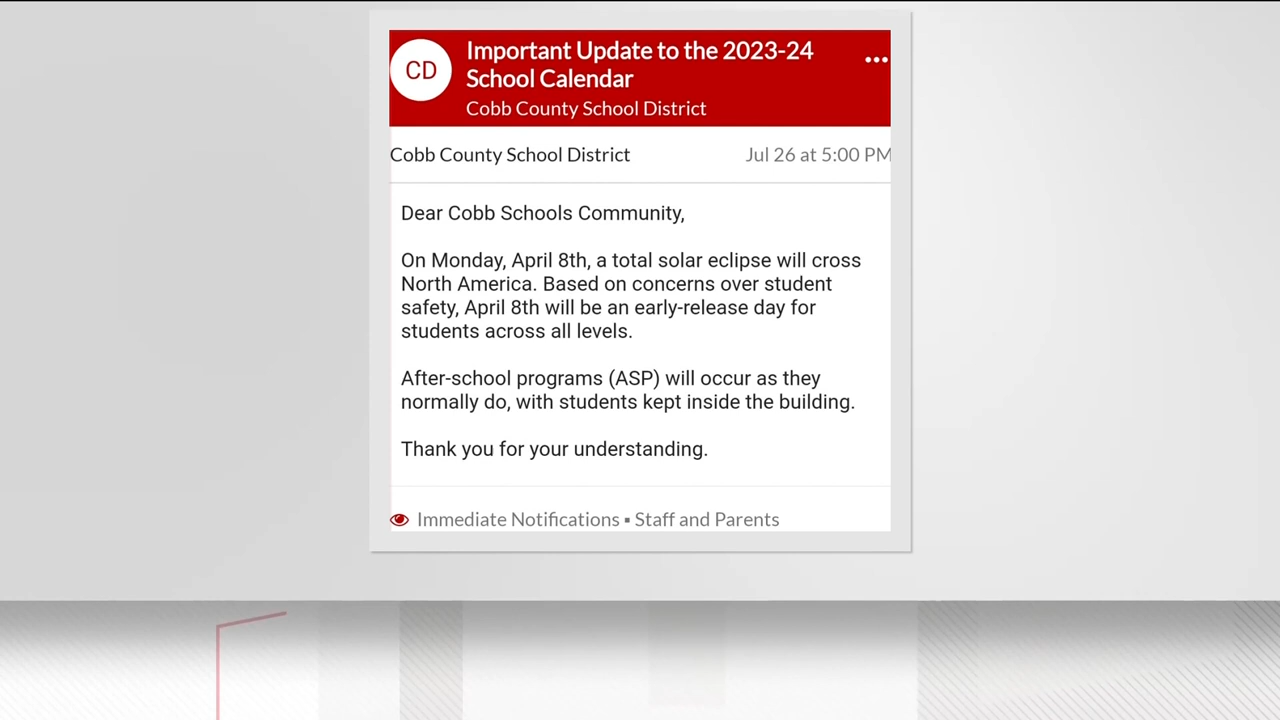 CD
Important Update to the 2023-24
School Calendar
Cobb County School District
Cobb County School District
Jul 26 at 5:00 PM
Dear Cobb Schools Community,
On Monday, April 8th, a total solar eclipse will cross
North America. Based on concerns over student
safety, April 8th will be an early-release day for
students across all levels.
After-school programs (ASP) will occur as they
normally do, with students kept inside the building.
Thank you for your understanding.
Immediate Notifications ▪ Staff and Parents